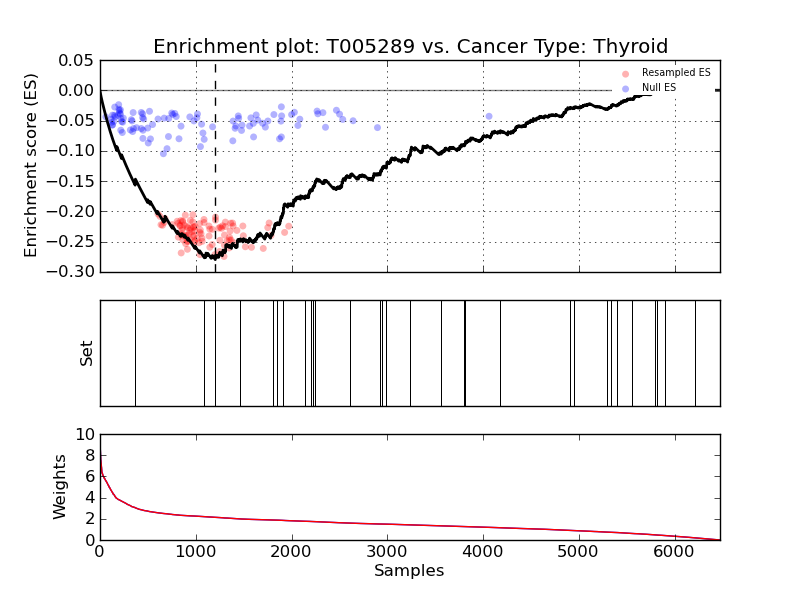 Enrichment plot: T005289 vs. Cancer Type: Thyroid
Enrichment score (ES)
0.05
0.00
−0.05
−0.10
−0.15
−0.20
−0.25
−0.30
Resampled ES
Null ES
Set
Weights
10
8
6
4
2
0
0 1000 2000 3000 4000 5000 6000
Samples